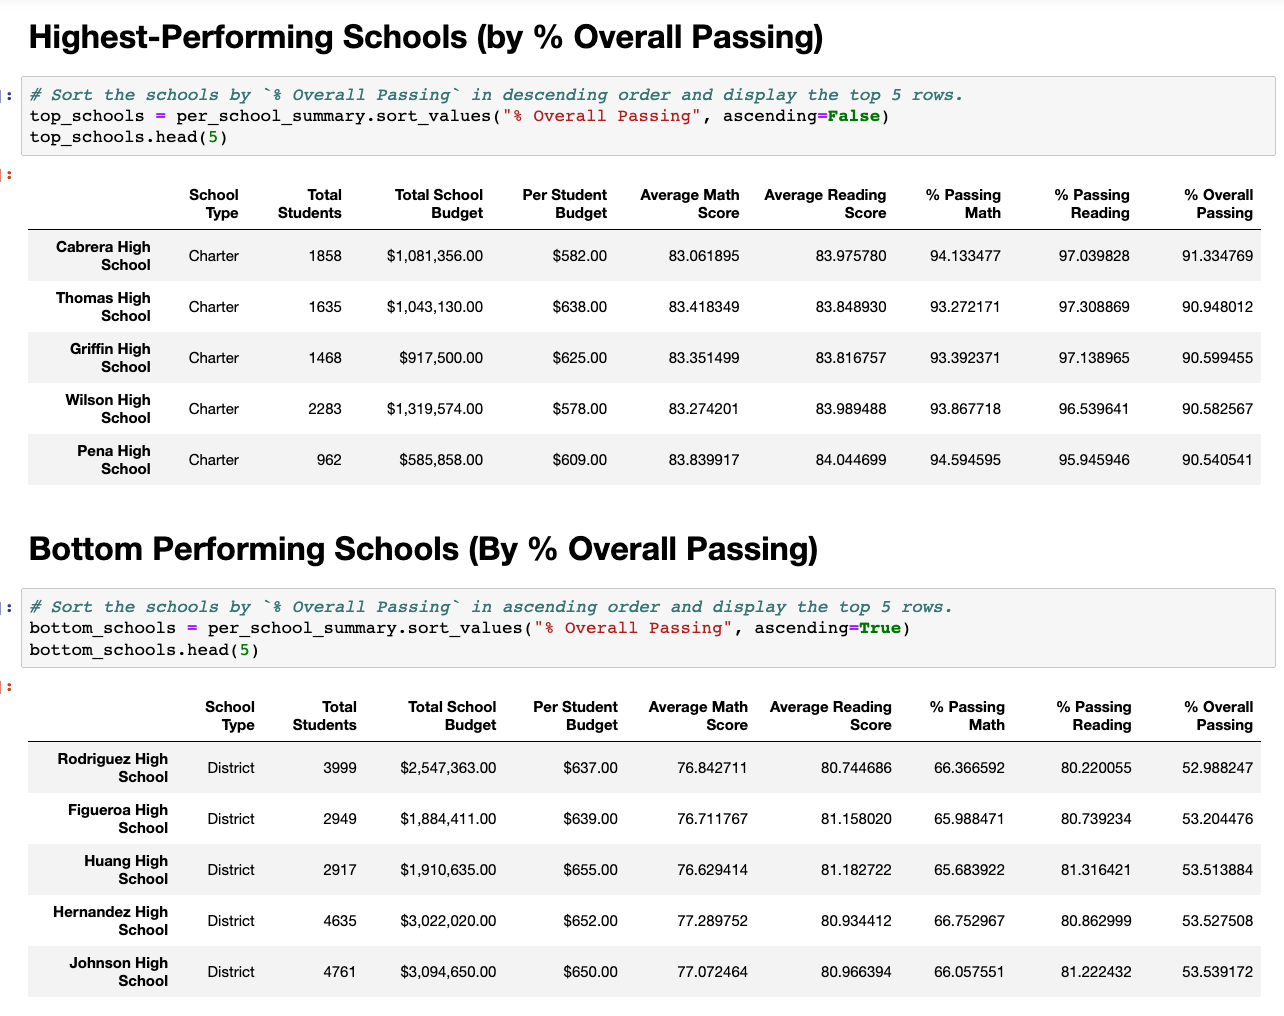 Highest-Performing Schools (by % Overall Passing)
]:
# Sort the schools by `% Overall Passing` in descending order and display the top 5 rows.
top_schools = per_school_summary.sort_values("% Overall Passing", ascending=False)
top_schools.head(5)
]:
School Type Total Students Total School Budget Per Student Budget Average Math Score Average Reading Score % Passing Math % Passing Reading % Overall Passing
Cabrera High School Charter 1858 $1,081,356.00 $582.00 83.061895 83.975780 94.133477 97.039828 91.334769
Thomas High School Charter 1635 $1,043,130.00 $638.00 83.418349 83.848930 93.272171 97.308869 90.948012
Griffin High School Charter 1468 $917,500.00 $625.00 83.351499 83.816757 93.392371 97.138965 90.599455
Wilson High School Charter 2283 $1,319,574.00 $578.00 83.274201 83.989488 93.867718 96.539641 90.582567
Pena High School Charter 962 $585,858.00 $609.00 83.839917 84.044699 94.594595 95.945946 90.540541
Bottom Performing Schools (By % Overall Passing)
]:
# Sort the schools by `% Overall Passing` in ascending order and display the top 5 rows.
bottom_schools = per_school_summary.sort_values("% Overall Passing", ascending=True)
bottom_schools.head(5)
]:
School Type Total Students Total School Budget Per Student Budget Average Math Score Average Reading Score % Passing Math % Passing Reading % Overall Passing
Rodriguez High School District 3999 $2,547,363.00 $637.00 76.842711 80.744686 66.366592 80.220055 52.988247
Figueroa High School District 2949 $1,884,411.00 $639.00 76.711767 81.158020 65.988471 80.739234 53.204476
Huang High School District 2917 $1,910,635.00 $655.00 76.629414 81.182722 65.683922 81.316421 53.513884
Hernandez High School District 4635 $3,022,020.00 $652.00 77.289752 80.934412 66.752967 80.862999 53.527508
Johnson High School District 4761 $3,094,650.00 $650.00 77.072464 80.966394 66.057551 81.222432 53.539172